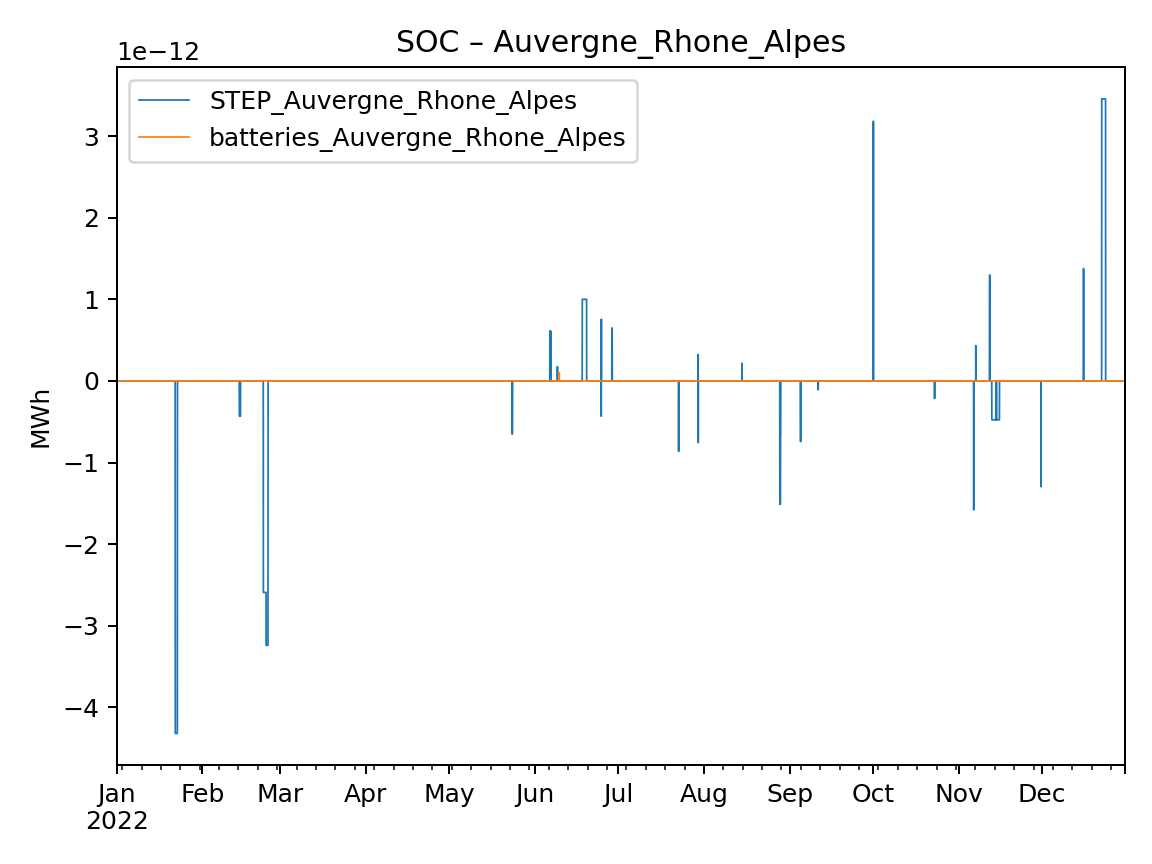 SOC – Auvergne_Rhone_Alpes
1e−12
STEP_Auvergne_Rhone_Alpes
batteries_Auvergne_Rhone_Alpes
3
2
1
0
−1
−2
−3
−4
MWh
Jan Feb Mar Apr May Jun Jul Aug Sep Oct Nov Dec
2022